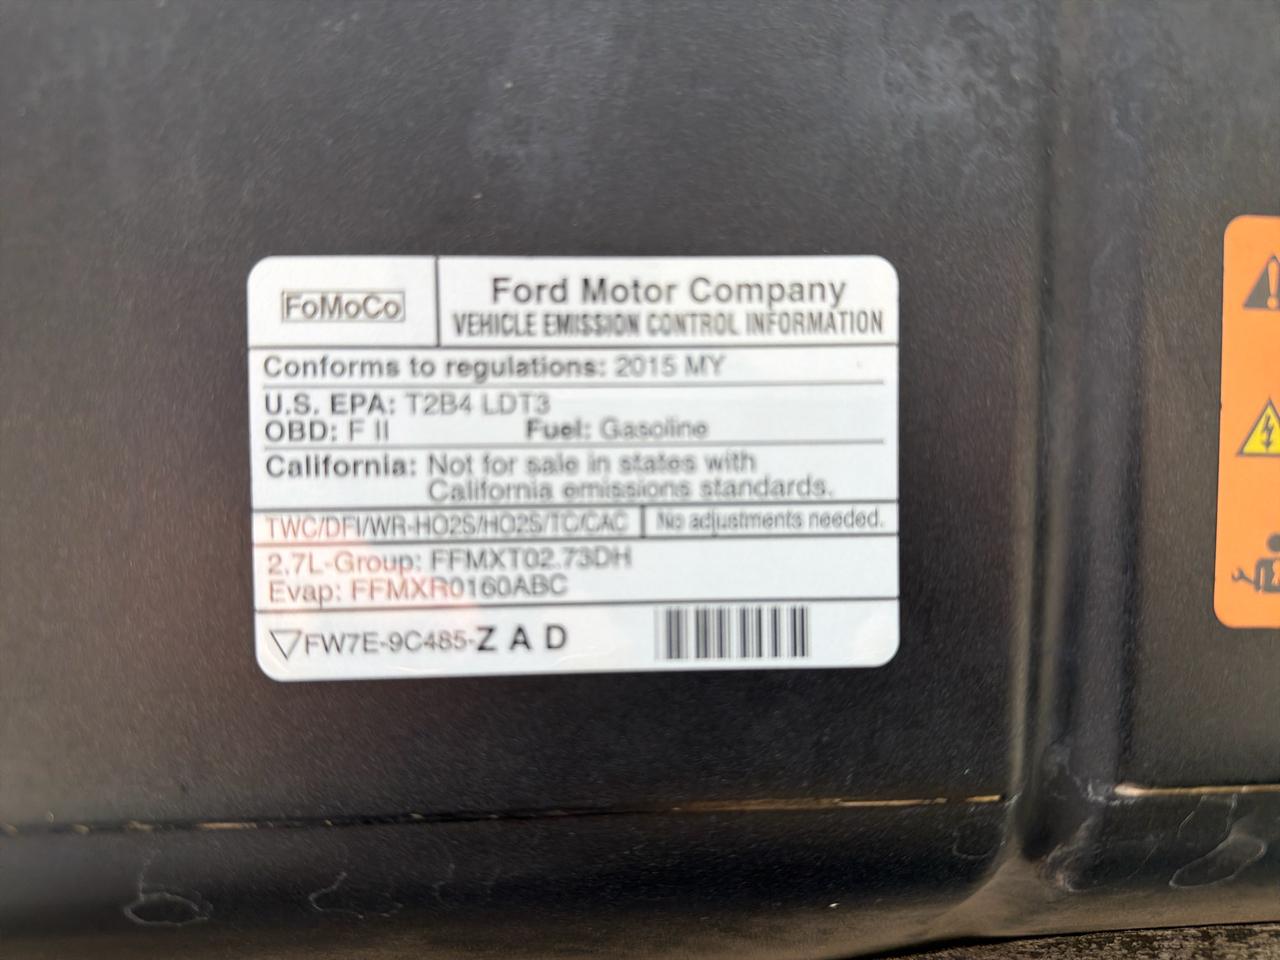 FoMoCo
Ford Motor Company
VEHICLE EMISSION CONTROL INFORMATION
Conforms to regulations: 2015 MY
U.S. EPA: T2B4 LDT3
OBD: F II Fuel: Gasoline
California: Not for sale in states with
California emissions standards.
TWC/DFI/WR-HO2S/HO2S/TC/CAC No adjustments needed.
2.7L-Group: FFMXT02.73DH
Evap: FFMXR0160ABC
FW7E-9C485-Z A D